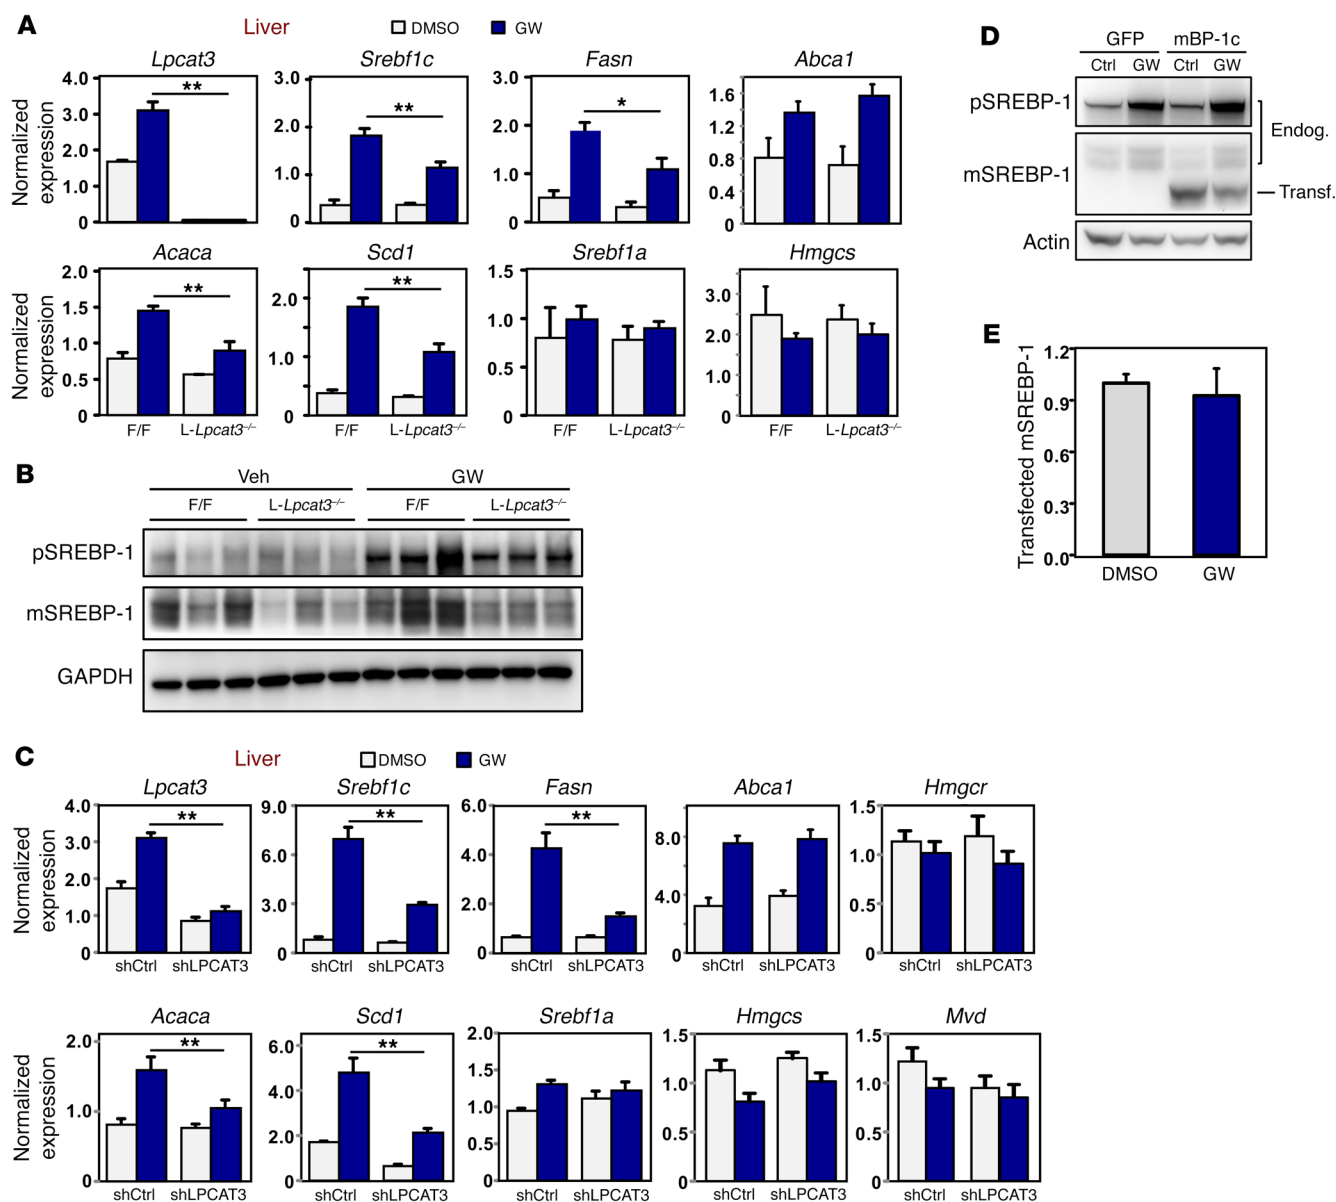 A
Liver
DMSO
GW
Lpcat3
Srebf1c
Fasn
Abca1
Normalized
expression
4.0
3.0
2.0
1.0
0
**
3.0
2.0
1.0
0
**
3.0
2.0
1.0
0
*
1.6
1.2
0.8
0.4
0
Acaca
Scd1
Srebf1a
Hmgcs
Normalized
expression
2.0
1.5
1.0
0.5
0
**
2.0
1.0
0
**
1.5
1.0
0.5
0
3.0
2.0
1.0
0
F/F L-Lpcat3–/–
F/F L-Lpcat3–/–
F/F L-Lpcat3–/–
F/F L-Lpcat3–/–
B
Veh
GW
F/F
L-Lpcat3–/–
F/F
L-Lpcat3–/–
pSREBP-1
mSREBP-1
GAPDH
C
Liver
DMSO
GW
Lpcat3
Srebf1c
Fasn
Abca1
Hmgcr
Normalized
expression
4.0
3.0
2.0
1.0
0
**
9.0
6.0
3.0
0
**
6.0
4.0
2.0
0
**
8.0
4.0
0
1.5
1.0
0.5
0
shCtrl shLPCAT3
shCtrl shLPCAT3
shCtrl shLPCAT3
shCtrl shLPCAT3
shCtrl shLPCAT3
Acaca
Scd1
Srebf1a
Hmgcs
Mvd
Normalized
expression
2.0
1.0
0
**
6.0
4.0
2.0
0
**
2.0
1.5
1.0
0.5
0
1.5
1.0
0.5
0
1.5
1.0
0.5
0
shCtrl shLPCAT3
shCtrl shLPCAT3
shCtrl shLPCAT3
shCtrl shLPCAT3
shCtrl shLPCAT3
D
GFP
mBP-1c
Ctrl GW Ctrl GW
pSREBP-1
mSREBP-1
Actin
Endog.
Transf.
E
Transfected mSREBP-1
1.2
0.9
0.6
0.3
0.0
DMSO
GW